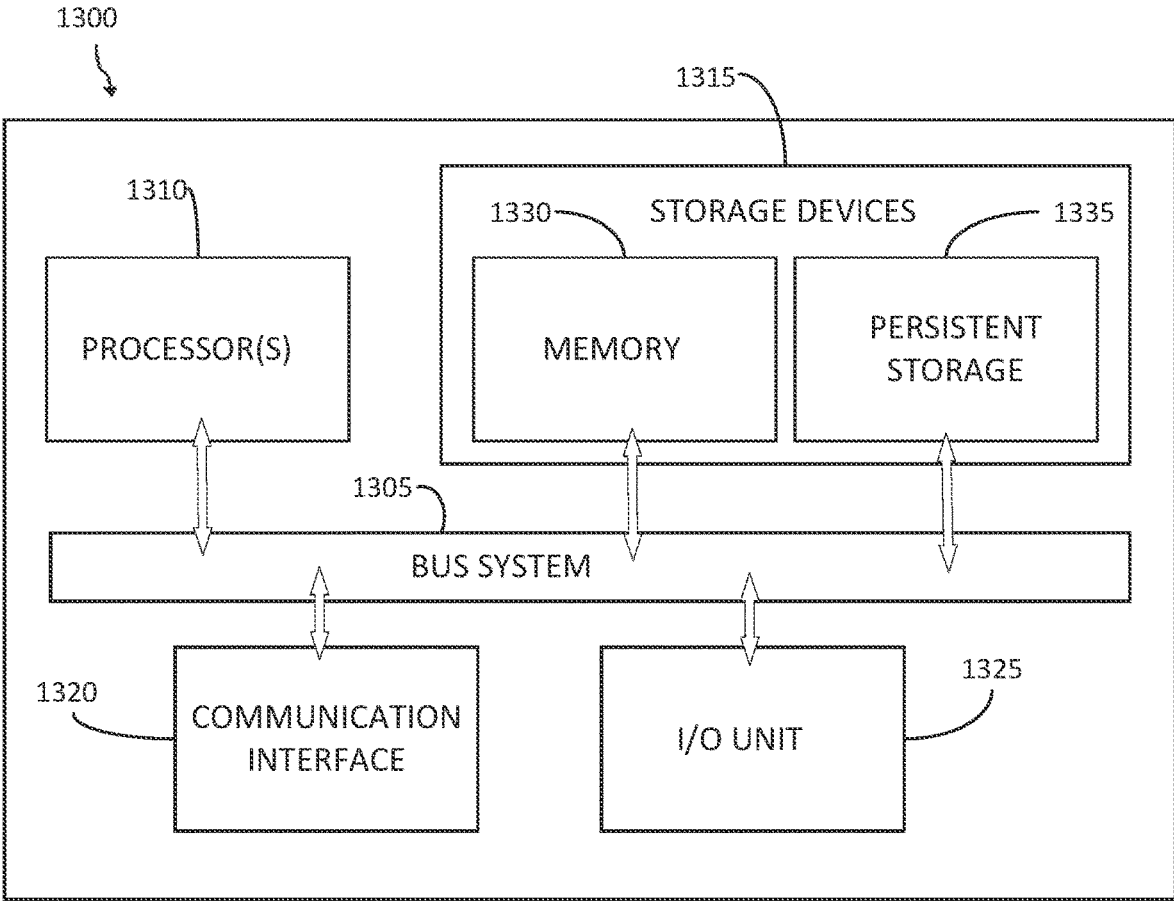 1300
1315
1310
1330
STORAGE DEVICES
1335
PROCESSOR(S)
MEMORY
PERSISTENT
STORAGE
1305
BUS SYSTEM
1320
COMMUNICATION
INTERFACE
I/O UNIT
1325